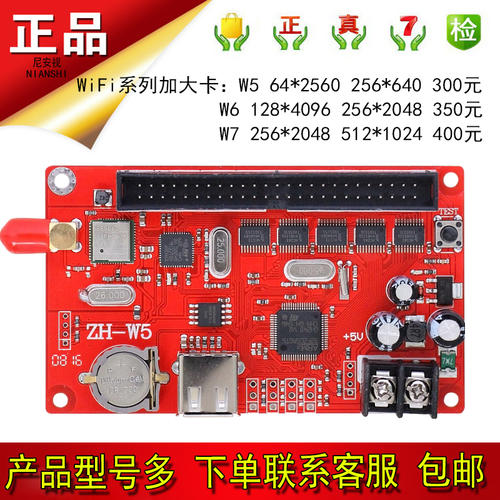 正品
尼安视
NIANSHI
正 真 7 检
WiFi系列加大卡：W5 64*2560 256*640 300元
W6 128*4096 256*2048 350元
W7 256*2048 512*1024 400元
TEST
25.000
26.000
ZH-W5
0816
+5V
产品型号多 下单联系客服 包邮